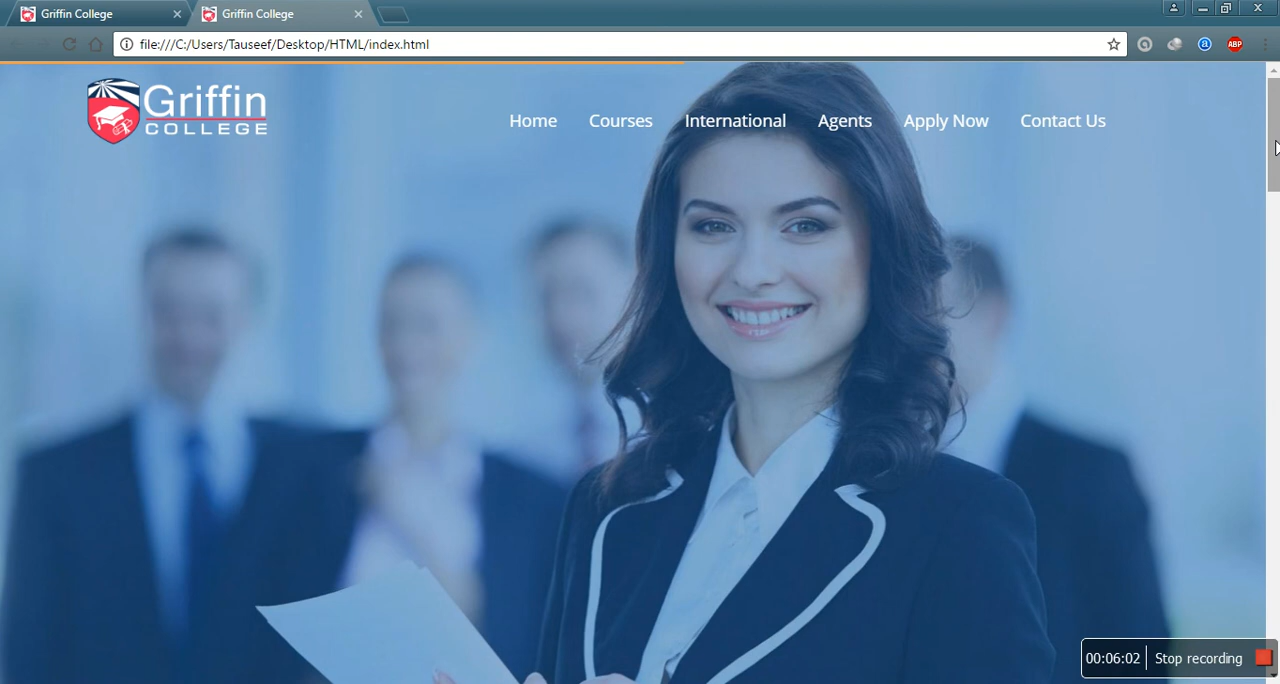 Griffin College
Griffin College
file:///C:/Users/Tauseef/Desktop/HTML/index.html
a
ABP
Griffin
COLLEGE
Home Courses International Agents Apply Now Contact Us
00:06:02 Stop recording